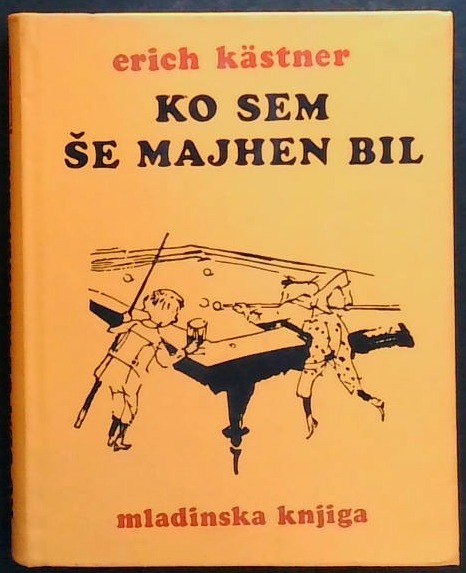 erich kästner
KO SEM
ŠE MAJHEN BIL
mladinska knjiga